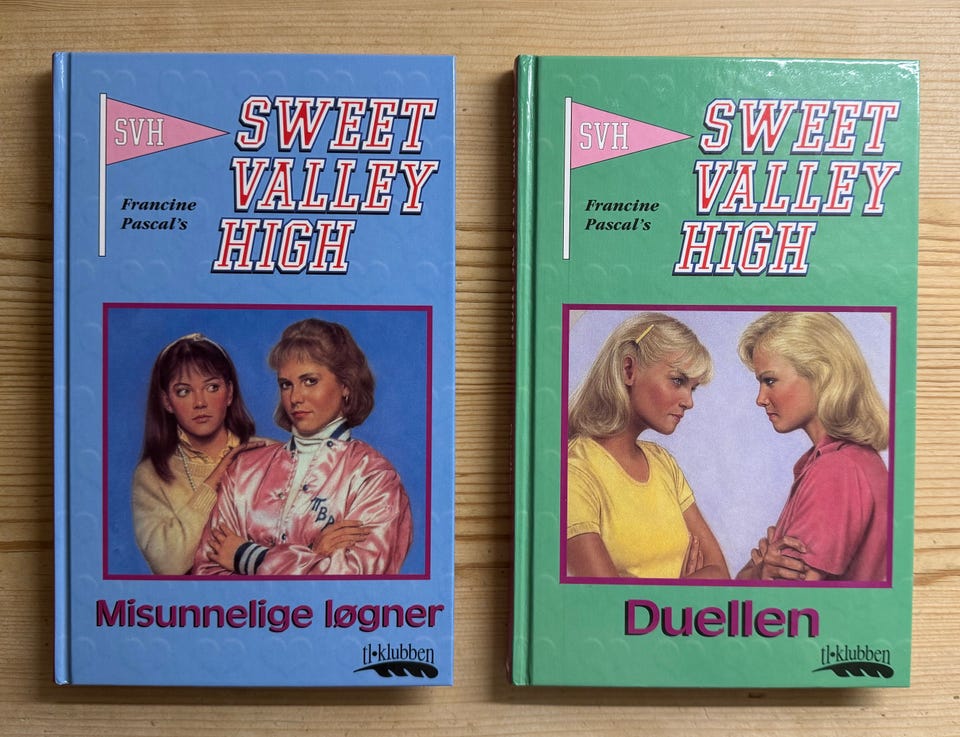 SVH
SWEET
VALLEY
HIGH
Francine
Pascal's
Misunnelige løgner
tl•klubben
SVH
SWEET
VALLEY
HIGH
Francine
Pascal's
Duellen
tl•klubben